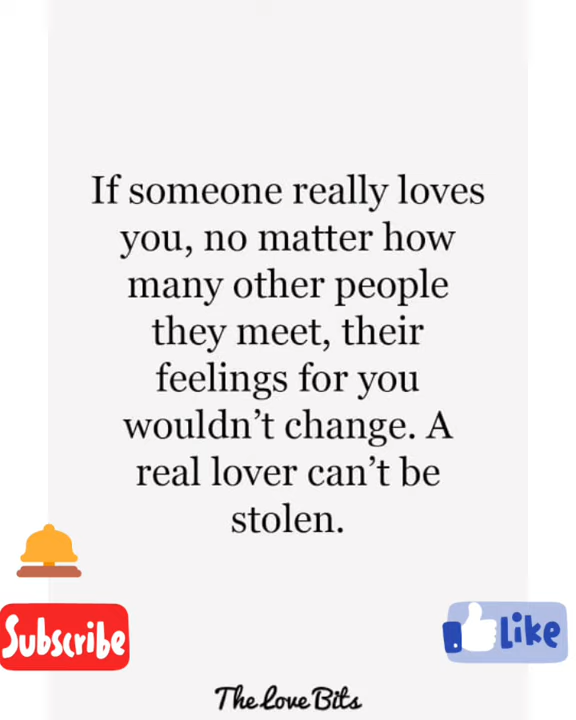 If someone really loves
you, no matter how
many other people
they meet, their
feelings for you
wouldn’t change. A
real lover can’t be
stolen.
Subscribe
Like
The Love Bits